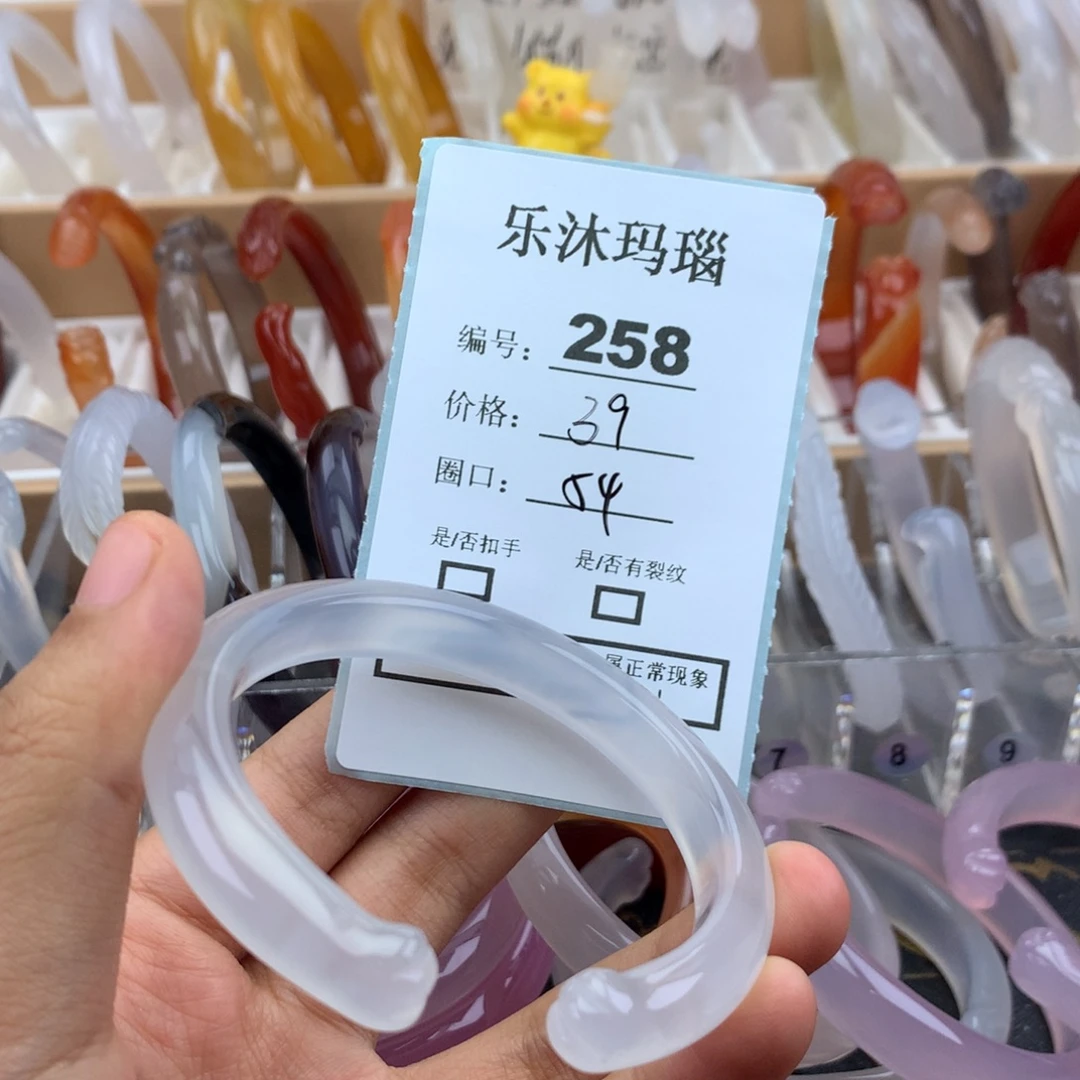 乐沐玛瑙
编号: 258
价格: 39
圈口: 54
是/否扣手 是/否有裂纹
属正常现象
7 8 9